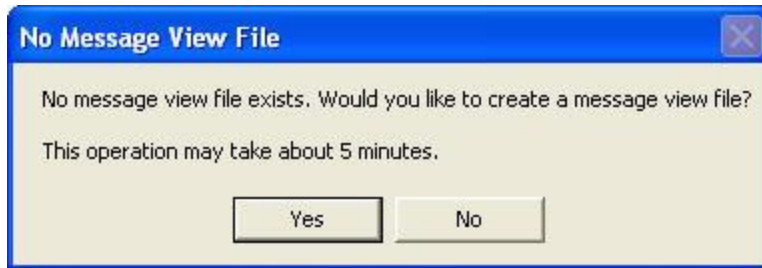 No Message View File
No message view file exists. Would you like to create a message view file?
This operation may take about 5 minutes.
Yes No